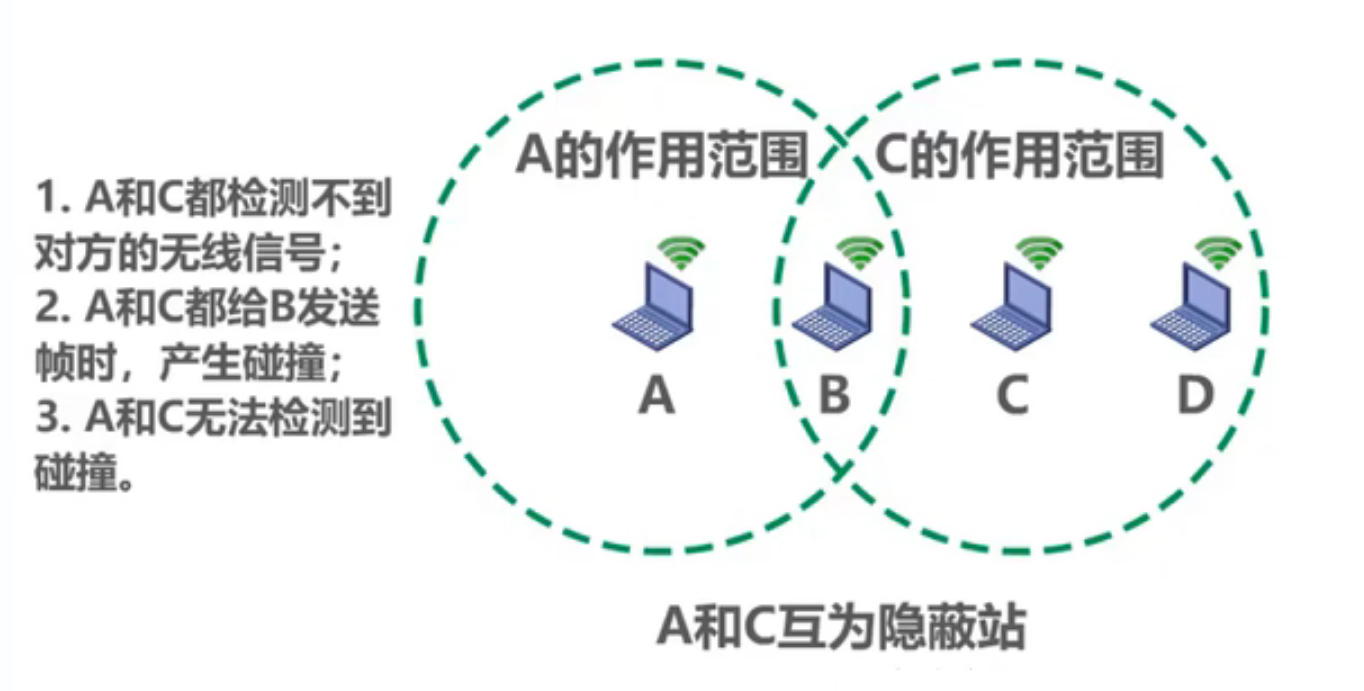 A的作用范围
C的作用范围
1. A和C都检测不到
对方的无线信号；
2. A和C都给B发送
帧时，产生碰撞；
3. A和C无法检测到
碰撞。
A
B
C
D
A和C互为隐蔽站